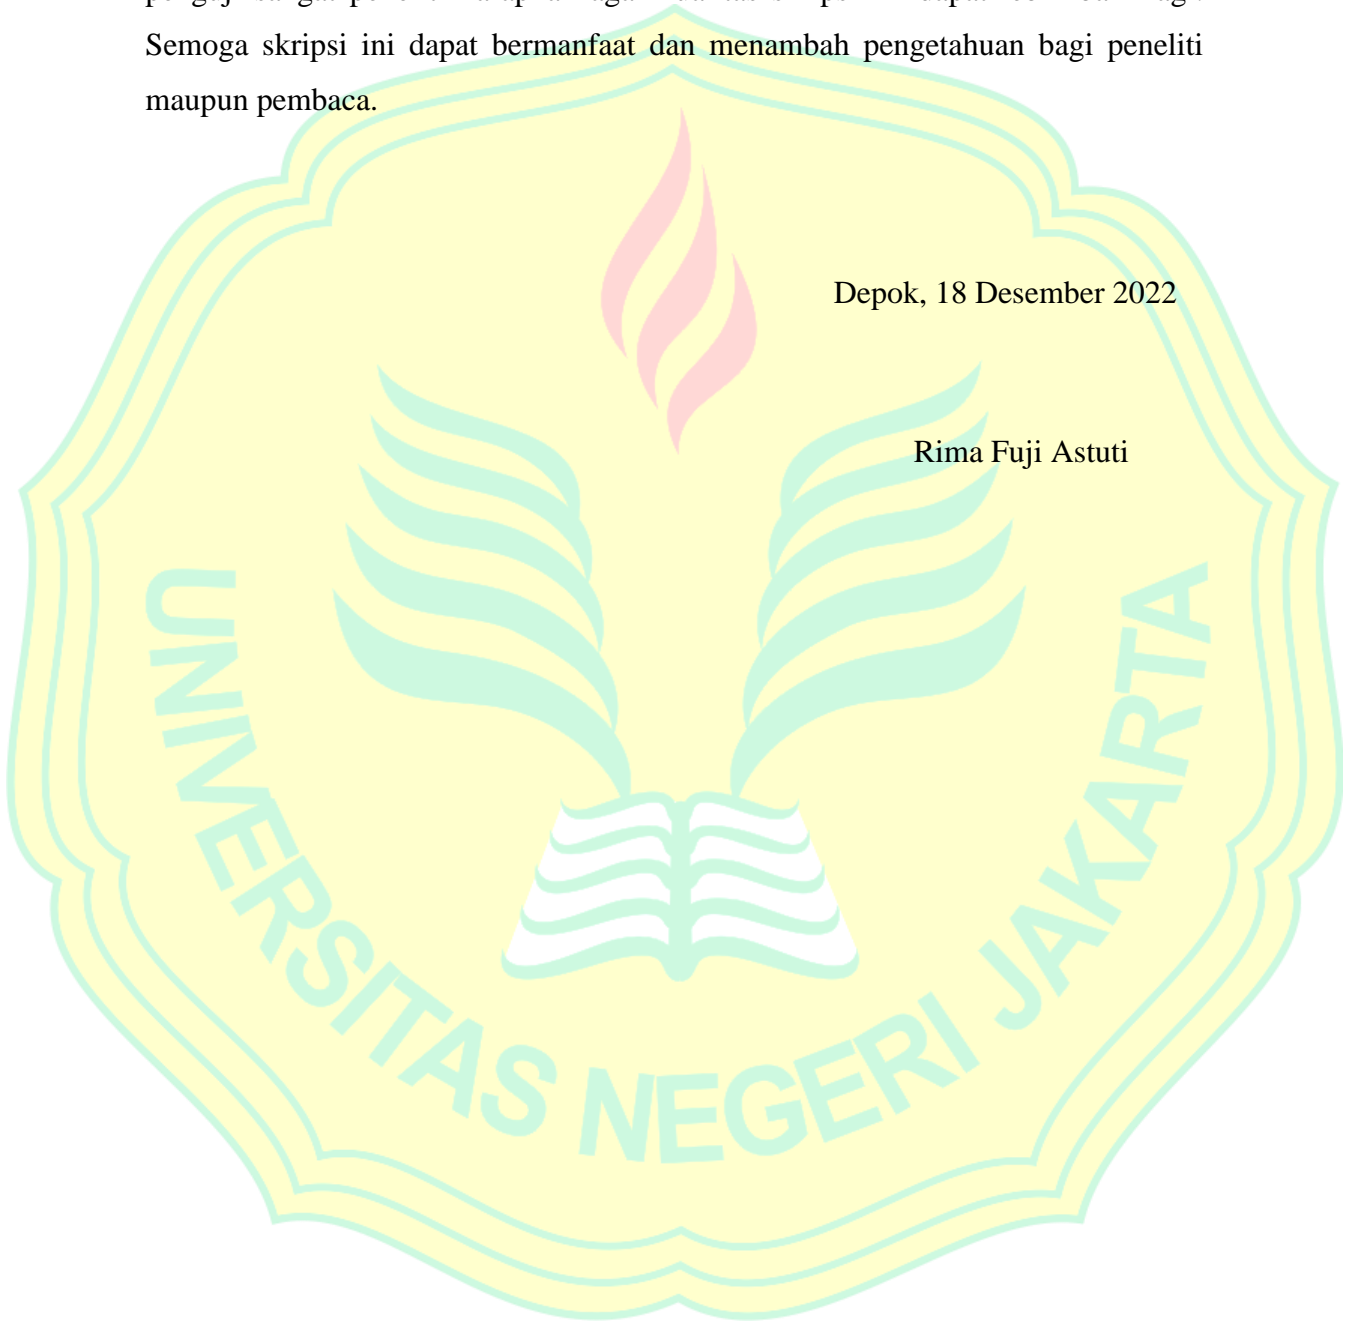 Semoga skripsi ini dapat bermanfaat dan menambah pengetahuan bagi peneliti
maupun pembaca.
Depok, 18 Desember 2022
Rima Fuji Astuti
UNIVERSITAS NEGERI JAKARTA